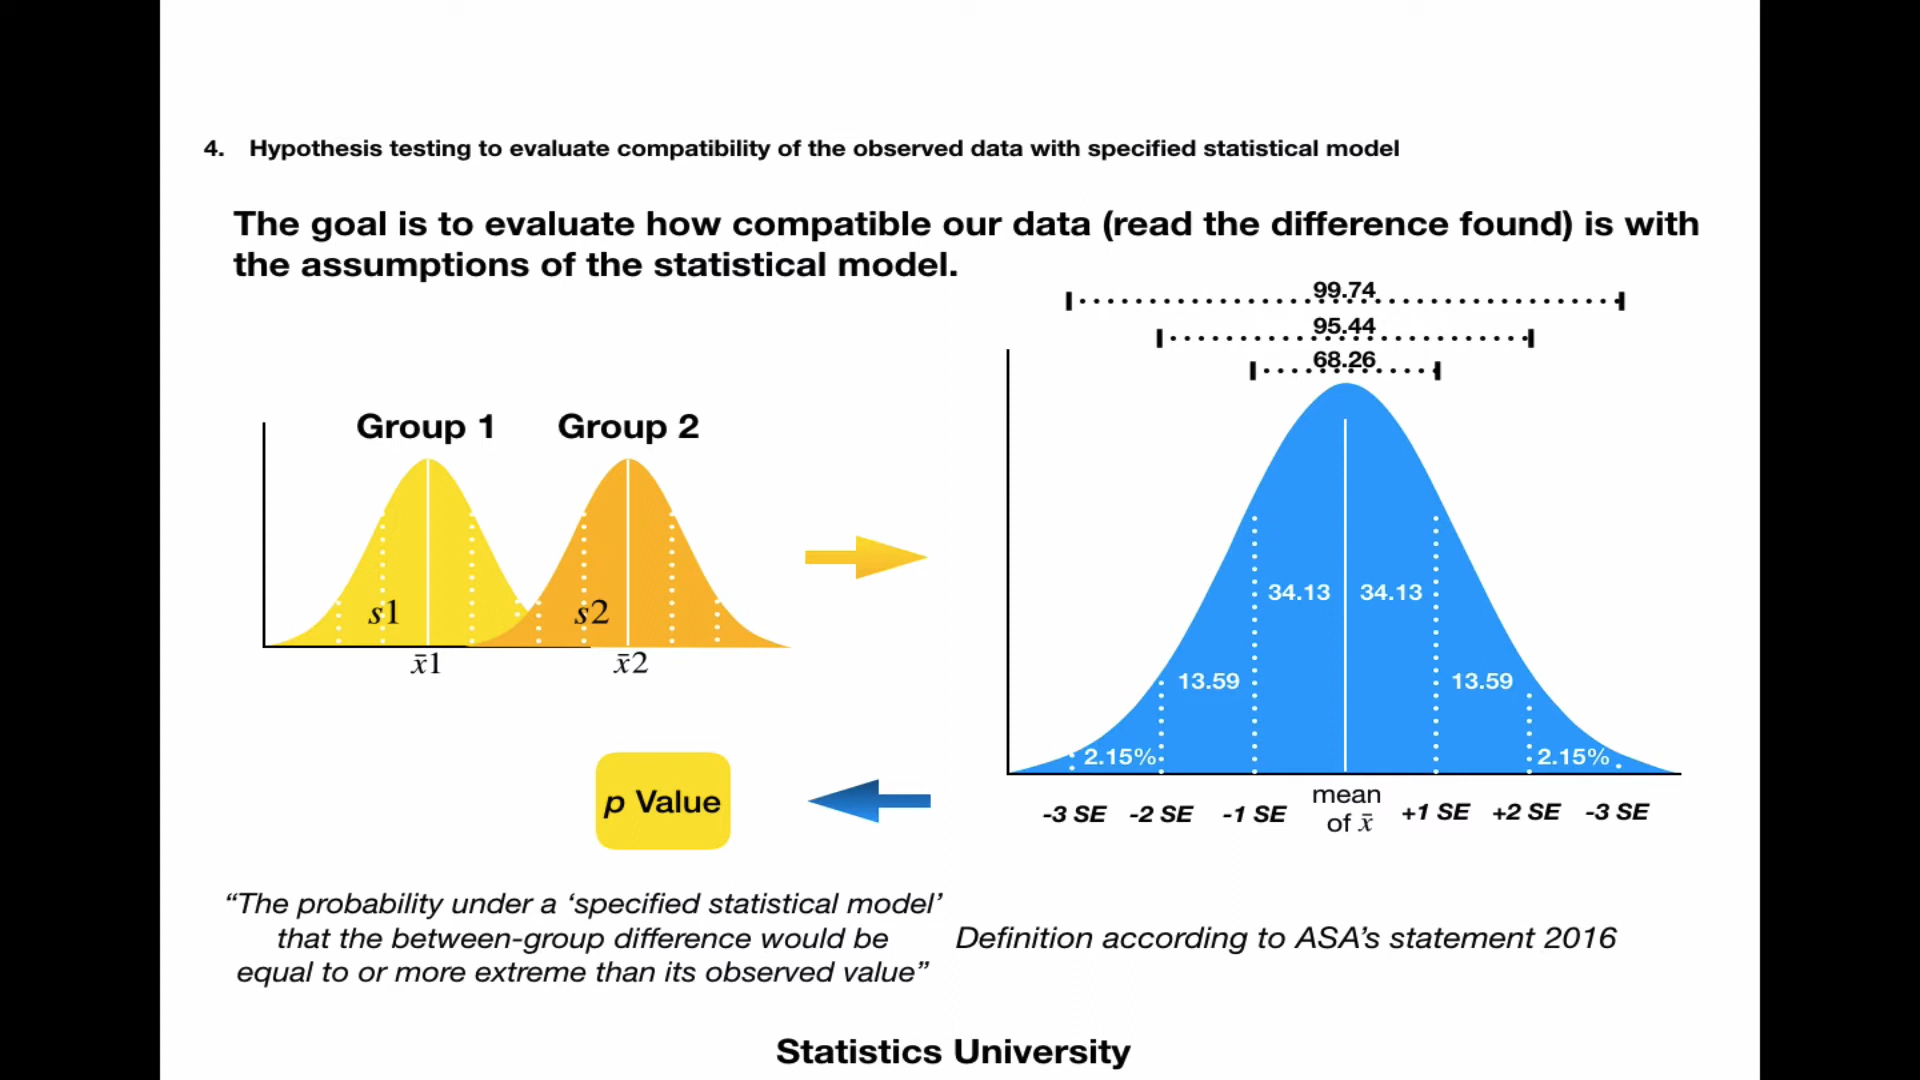 4. Hypothesis testing to evaluate compatibility of the observed data with specified statistical model
The goal is to evaluate how compatible our data (read the difference found) is with
the assumptions of the statistical model.
99.74
95.44
68.26
Group 1 Group 2
s1 s2
x̄1 x̄2
34.13 34.13
13.59 13.59
2.15% 2.15%
-3 SE -2 SE -1 SE mean of x̄ +1 SE +2 SE -3 SE
p Value
“The probability under a ‘specified statistical model’
that the between-group difference would be
equal to or more extreme than its observed value”
Definition according to ASA’s statement 2016
Statistics University